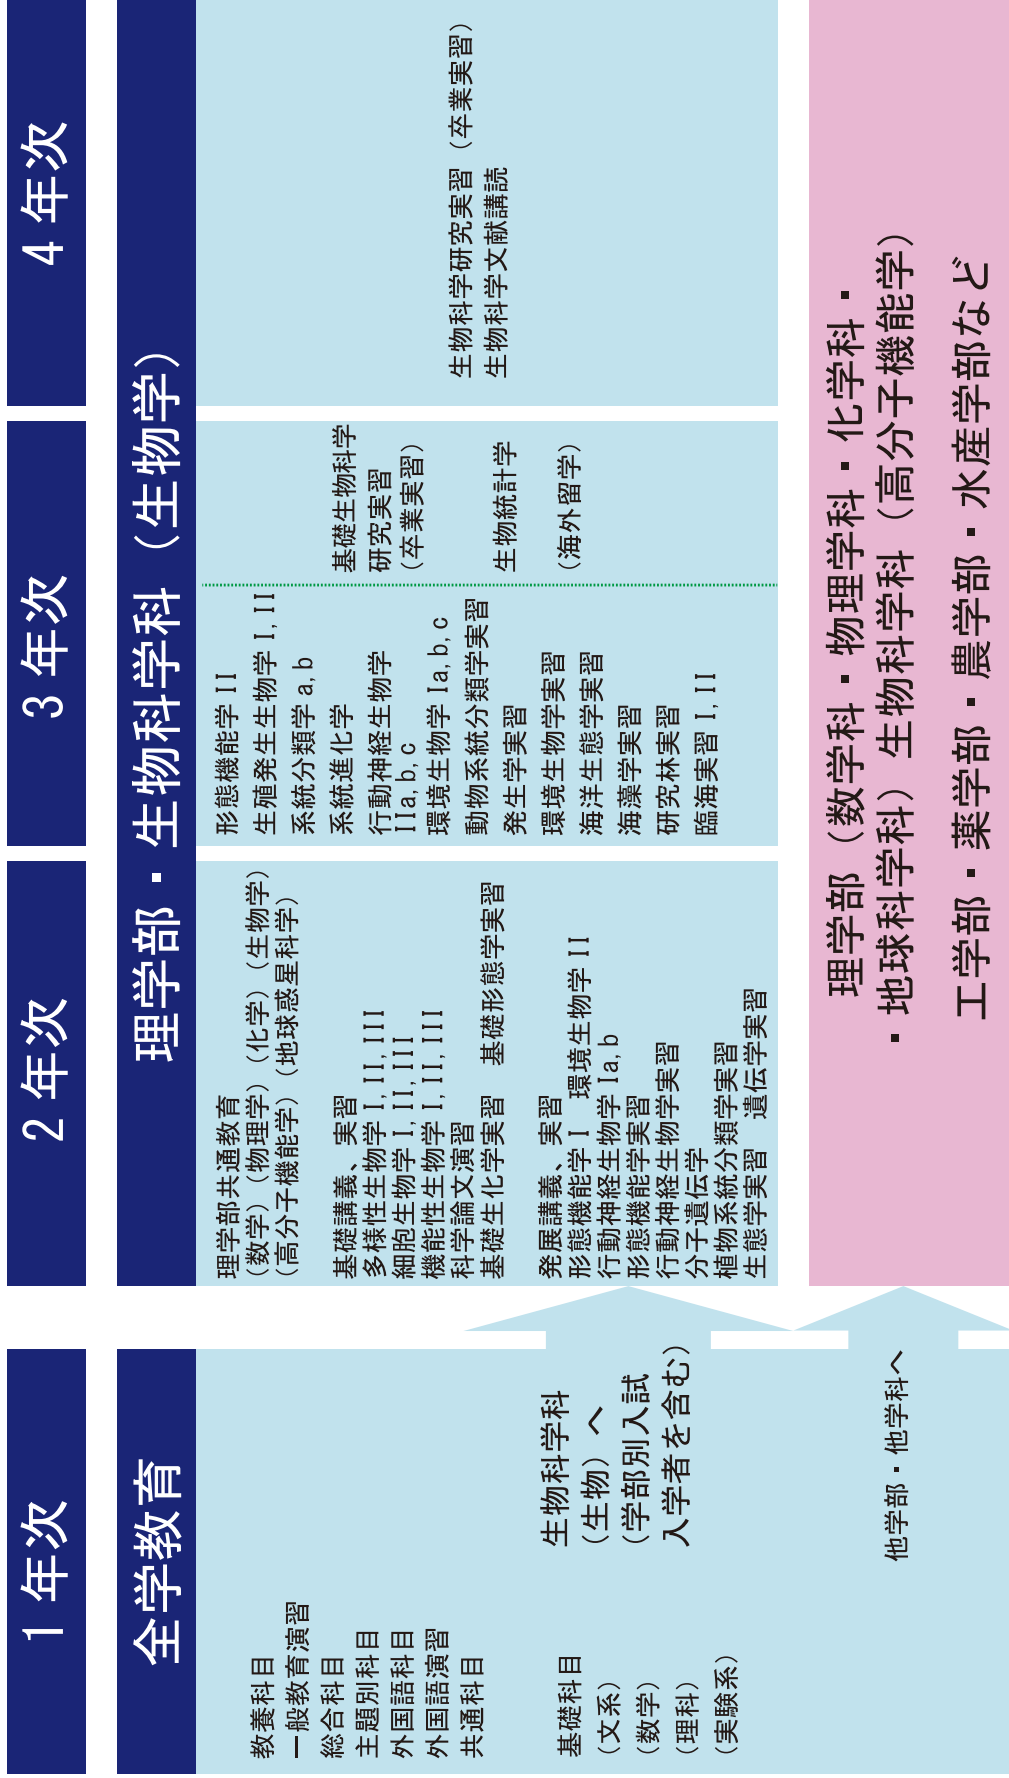 1 年次
2 年次
3 年次
4 年次
全学教育
理学部・生物科学科（生物学）
教養科目
一般教育演習
総合科目
主題別科目
外国語科目
外国語演習
共通科目
基礎科目
（文系）
（数学）
（理科）
（実験系）
生物科学科
（生物）へ
（学部別入試
入学者を含む）
他学部・他学科へ
理学部共通教育
（数学）（物理学）（化学）（生物学）
（高分子機能学）（地球惑星科学）
基礎講義、実習
多様性生物学 I, II, III
細胞生物学 I, II, III
機能性生物学 I, II, III
科学論文演習
基礎生化学実習　基礎形態学実習
発展講義、実習
形態機能学 I　環境生物学 II
行動神経生物学 Ia, b
形態機能学実習
行動神経生物学実習
分子遺伝学
植物系統分類学実習
生態学実習　遺伝学実習
形態機能学 II
生殖発生生物学 I, II
系統分類学 a, b
系統進化学
行動神経生物学
IIa, b, c
環境生物学 Ia, b, c
動物系統分類学実習
発生学実習
環境生物学実習
海洋生態学実習
海藻学実習
研究林実習
臨海実習 I, II
基礎生物科学
研究実習
（卒業実習）
生物統計学
（海外留学）
生物科学研究実習（卒業実習）
生物科学文献講読
理学部（数学科・物理学科・化学科・
・地球科学科）生物科学科（高分子機能学）
工学部・薬学部・農学部・水産学部など